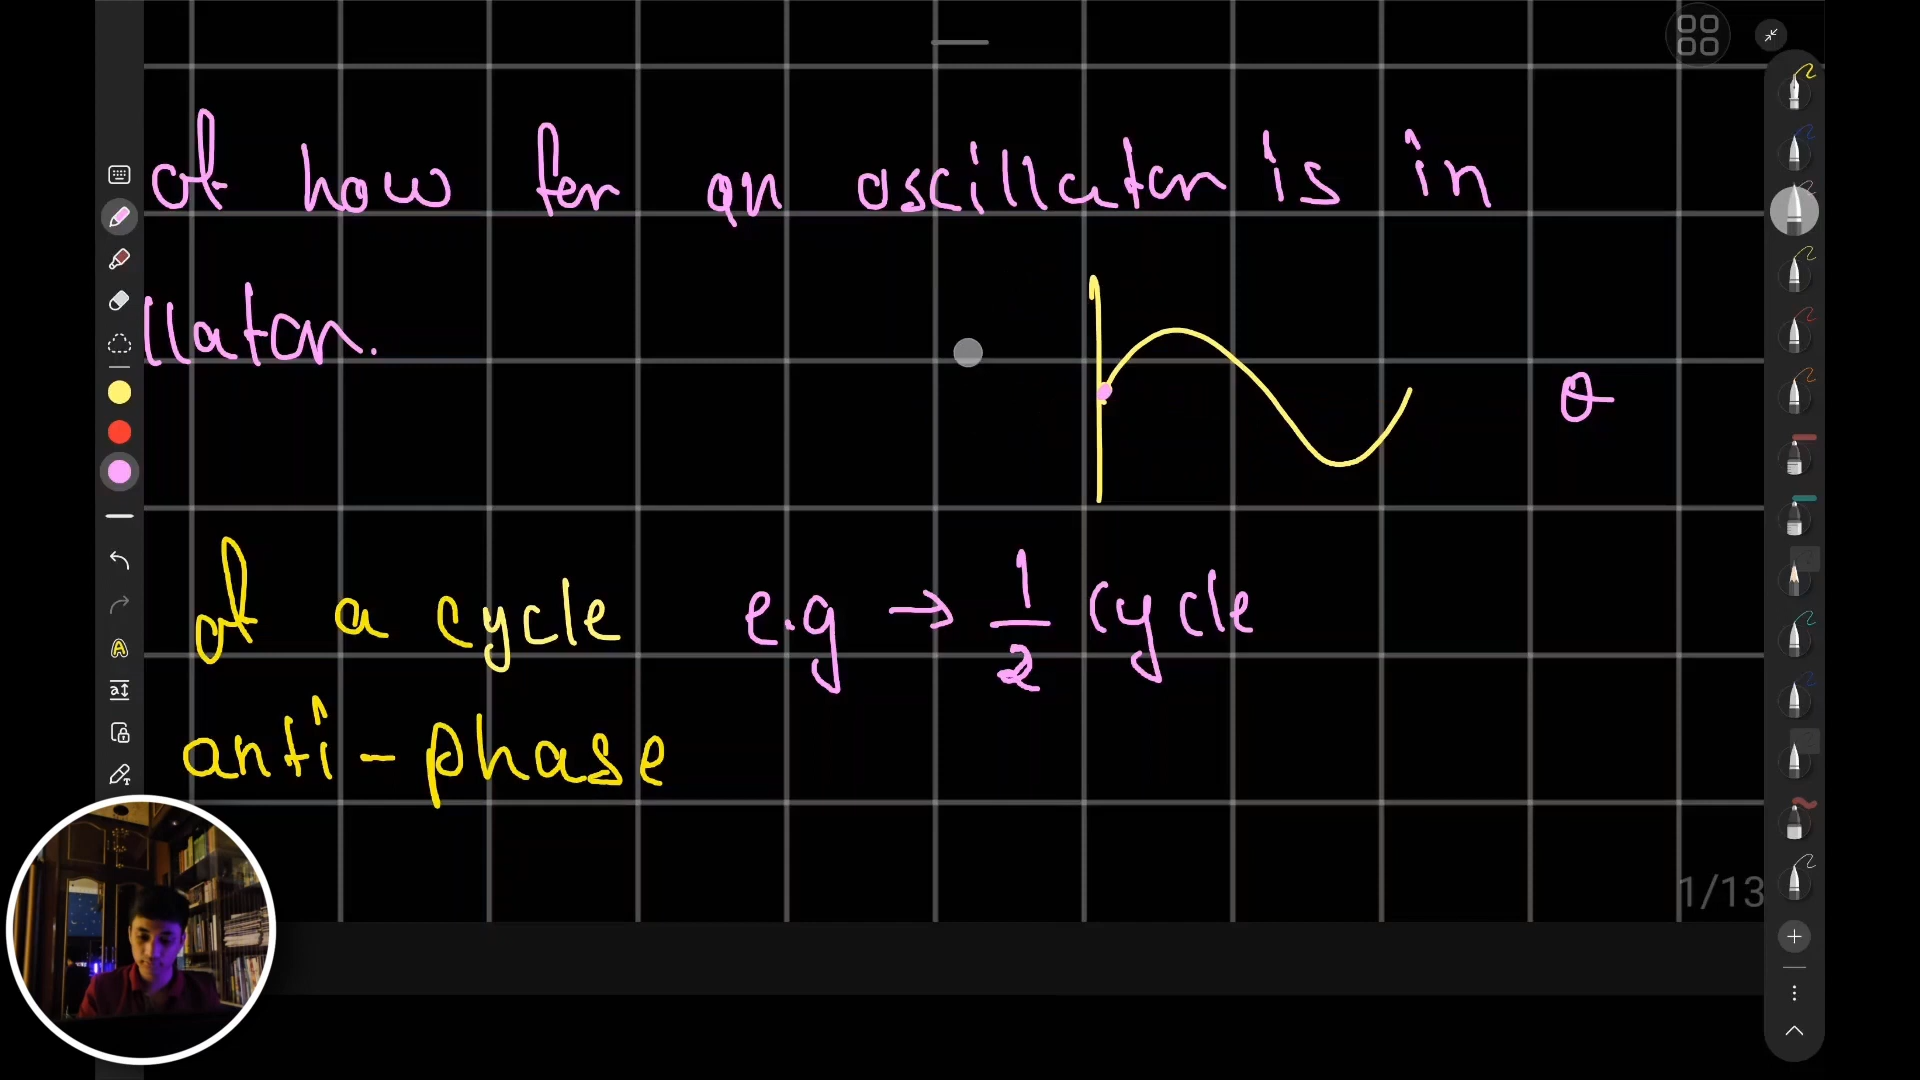 of how far an oscillator is in
llator.
θ
of a cycle e.g → 1/2 cycle
anti-phase
1/13